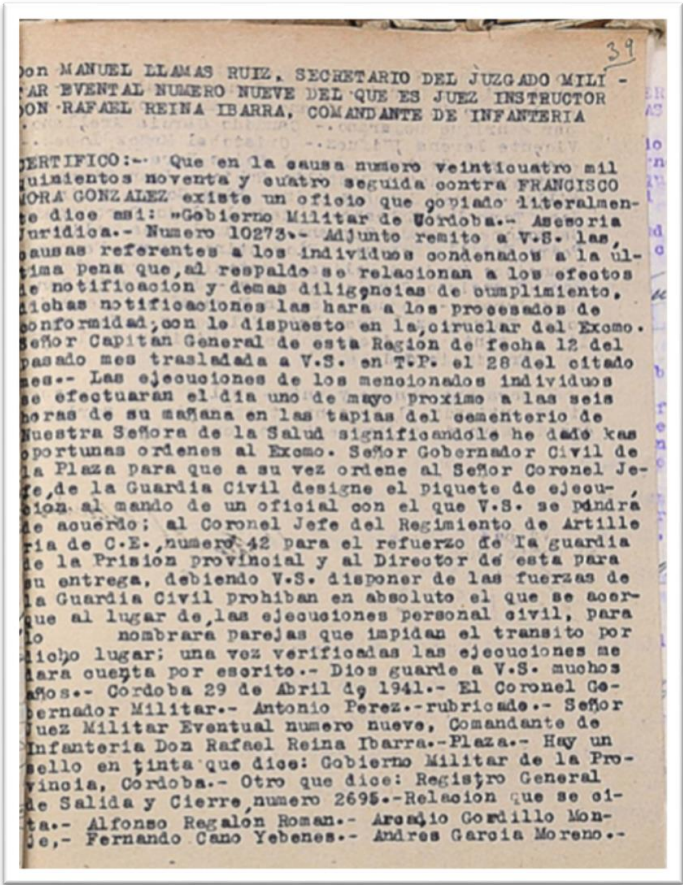 39
Don MANUEL LLAMAS RUIZ, SECRETARIO DEL JUZGADO MILI -
TAR EVENTAL NUMERO NUEVE DEL QUE ES JUEZ INSTRUCTOR
DON RAFAEL REINA IBARRA, COMANDANTE DE INFANTERIA
CERTIFICO:- Que en la causa numero veinticuatro mil
quinientos noventa y cuatro seguida contra FRANCISCO
MORA GONZALEZ existe un oficio que copiado literalmen-
te dice asi: "Gobierno Militar de Cordoba.- Asesoria
Juridica.- Numero 10273.- Adjunto remito a V.S. las,
causas referentes a los individuos condenados a la ul-
tima pena que,al respaldo se relacionan a los efectos
de notificacion y demas diligencias de cumplimiento,
dichas notificaciones las hara a los procesados de
conformidad,con lo dispuesto en la,ciruclar del Excmo.
Señor Capitan General de esta Region de fecha 12 del
pasado mes trasladada a V.S. en T.P. el 28 del citado
mes.- Las ejecuciones de los mencionados individuos
se efectuaran el dia uno de mayo proximo a las seis
horas de su mañana en las tapias del cementerio de
Nuestra Señora de la Salud significandole he dado kas
oportunas ordenes al Excmo. Señor Gobernador Civil de
la Plaza para que a su vez ordene al Señor Coronel Je-
fe,de la Guardia Civil designe el piquete de ejecu-
cion al mando de un oficial con el que V.S. se pondra
de acuerdo; al Coronel Jefe del Regimiento de Artille
ria de C.E. numero 42 para el refuerzo de la guardia
de la Prision provincial y al Director de esta para
su entrega, debiendo V.S. disponer de las fuerzas de
la Guardia Civil prohiban en absoluto el que se acer-
que al lugar de,las ejecuciones personal civil, para
lo nombrara parejas que impidan el transito por
dicho lugar; una vez verificadas las ejecuciones me
dara cuenta por escrito.- Dios guarde a V.S. muchos
años.- Cordoba 29 de Abril de 1941.- El Coronel Go-
bernador Militar.- Antonio Perez.-rubricado.- Señor
Juez Militar Eventual numero nueve, Comandante de
Infanteria Don Rafael Reina Ibarra.-Plaza.- Hay un
sello en tinta que dice: Gobierno Militar de la Pro-
vincia, Cordoba.- Otro que dice: Registro General
de Salida y Cierre,numero 2695.-Relacion que se ci-
ta.- Alfonso Regalon Roman.- Arcadio Gordillo Mon-
je,- Fernando Cano Yebenes.- Andres Garcia Moreno.-